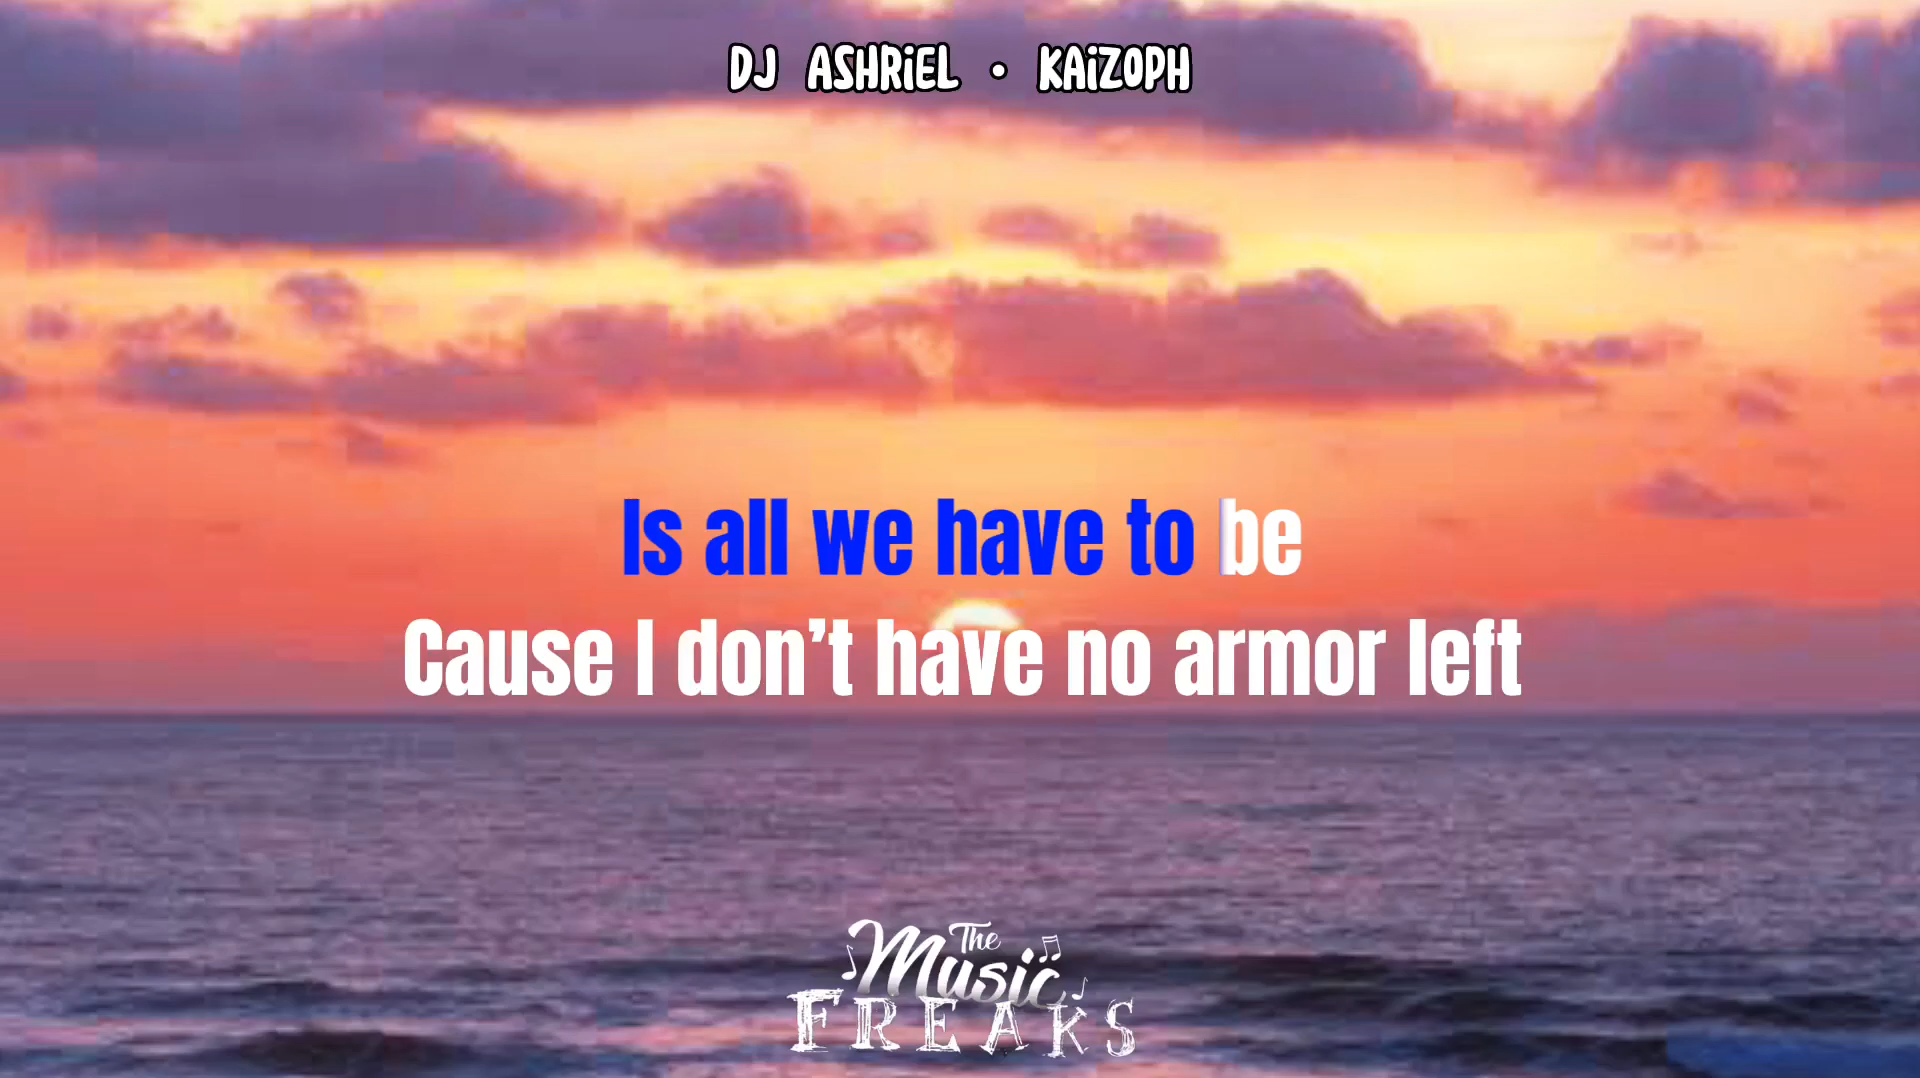 DJ ASHRiEL • KAiZOPH
Is all we have to be
Cause I don’t have no armor left
The
Music
FREAKS